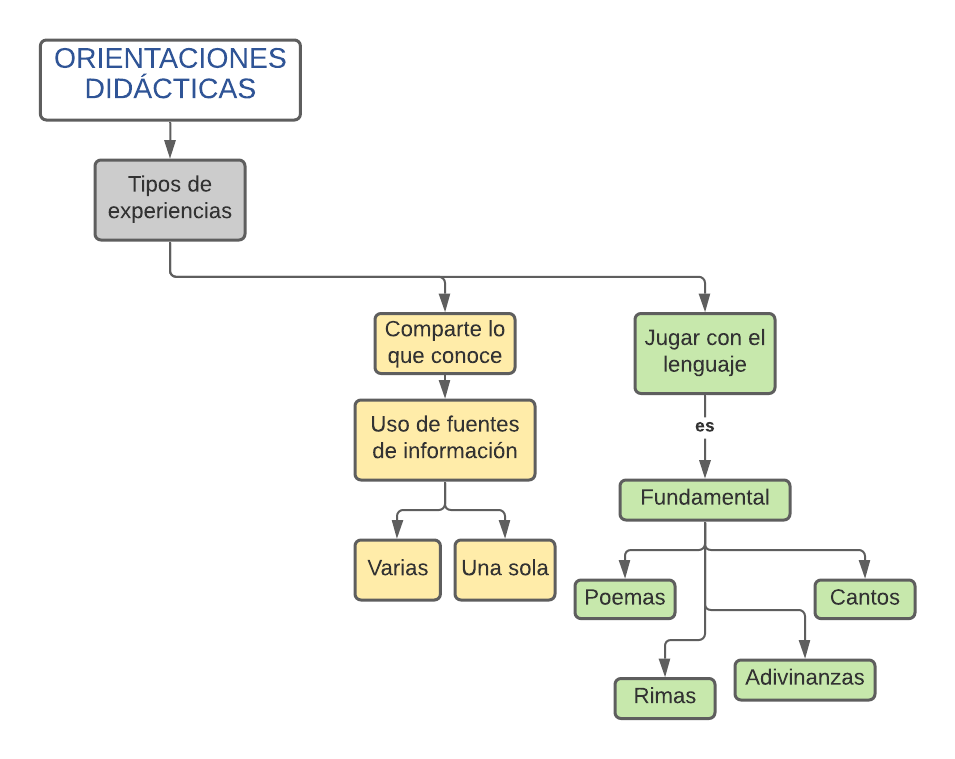 ORIENTACIONES
DIDÁCTICAS
Tipos de
experiencias
Comparte lo
que conoce
Jugar con el
lenguaje
Uso de fuentes
de información
es
Fundamental
Varias
Una sola
Poemas
Cantos
Rimas
Adivinanzas